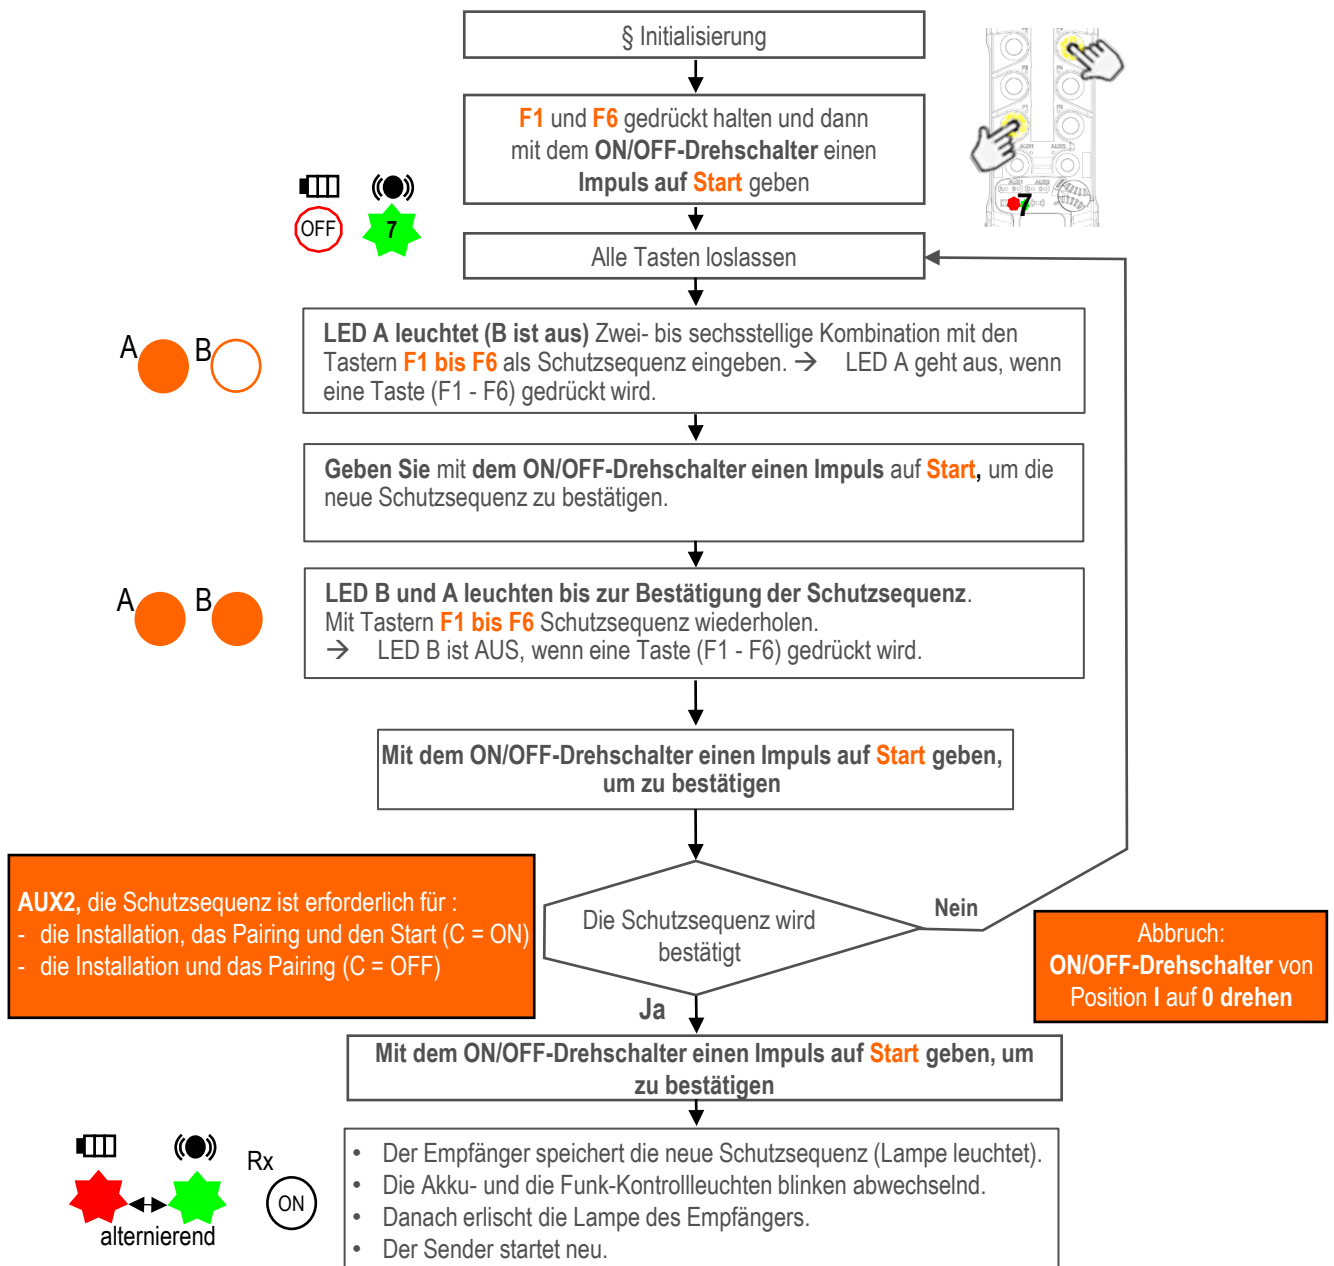 § Initialisierung
F1 und F6 gedrückt halten und dann
mit dem ON/OFF-Drehschalter einen
Impuls auf Start geben
OFF
7
7
Alle Tasten loslassen
A
B
LED A leuchtet (B ist aus) Zwei- bis sechsstellige Kombination mit den
Tastern F1 bis F6 als Schutzsequenz eingeben. → LED A geht aus, wenn
eine Taste (F1 - F6) gedrückt wird.
Geben Sie mit dem ON/OFF-Drehschalter einen Impuls auf Start, um die
neue Schutzsequenz zu bestätigen.
A
B
LED B und A leuchten bis zur Bestätigung der Schutzsequenz.
Mit Tastern F1 bis F6 Schutzsequenz wiederholen.
→ LED B ist AUS, wenn eine Taste (F1 - F6) gedrückt wird.
Mit dem ON/OFF-Drehschalter einen Impuls auf Start geben,
um zu bestätigen
AUX2, die Schutzsequenz ist erforderlich für :
- die Installation, das Pairing und den Start (C = ON)
- die Installation und das Pairing (C = OFF)
Die Schutzsequenz wird
bestätigt
Nein
Abbruch:
ON/OFF-Drehschalter von
Position I auf 0 drehen
Ja
Mit dem ON/OFF-Drehschalter einen Impuls auf Start geben, um
zu bestätigen
Rx
ON
alternierend
• Der Empfänger speichert die neue Schutzsequenz (Lampe leuchtet).
• Die Akku- und die Funk-Kontrollleuchten blinken abwechselnd.
• Danach erlischt die Lampe des Empfängers.
• Der Sender startet neu.